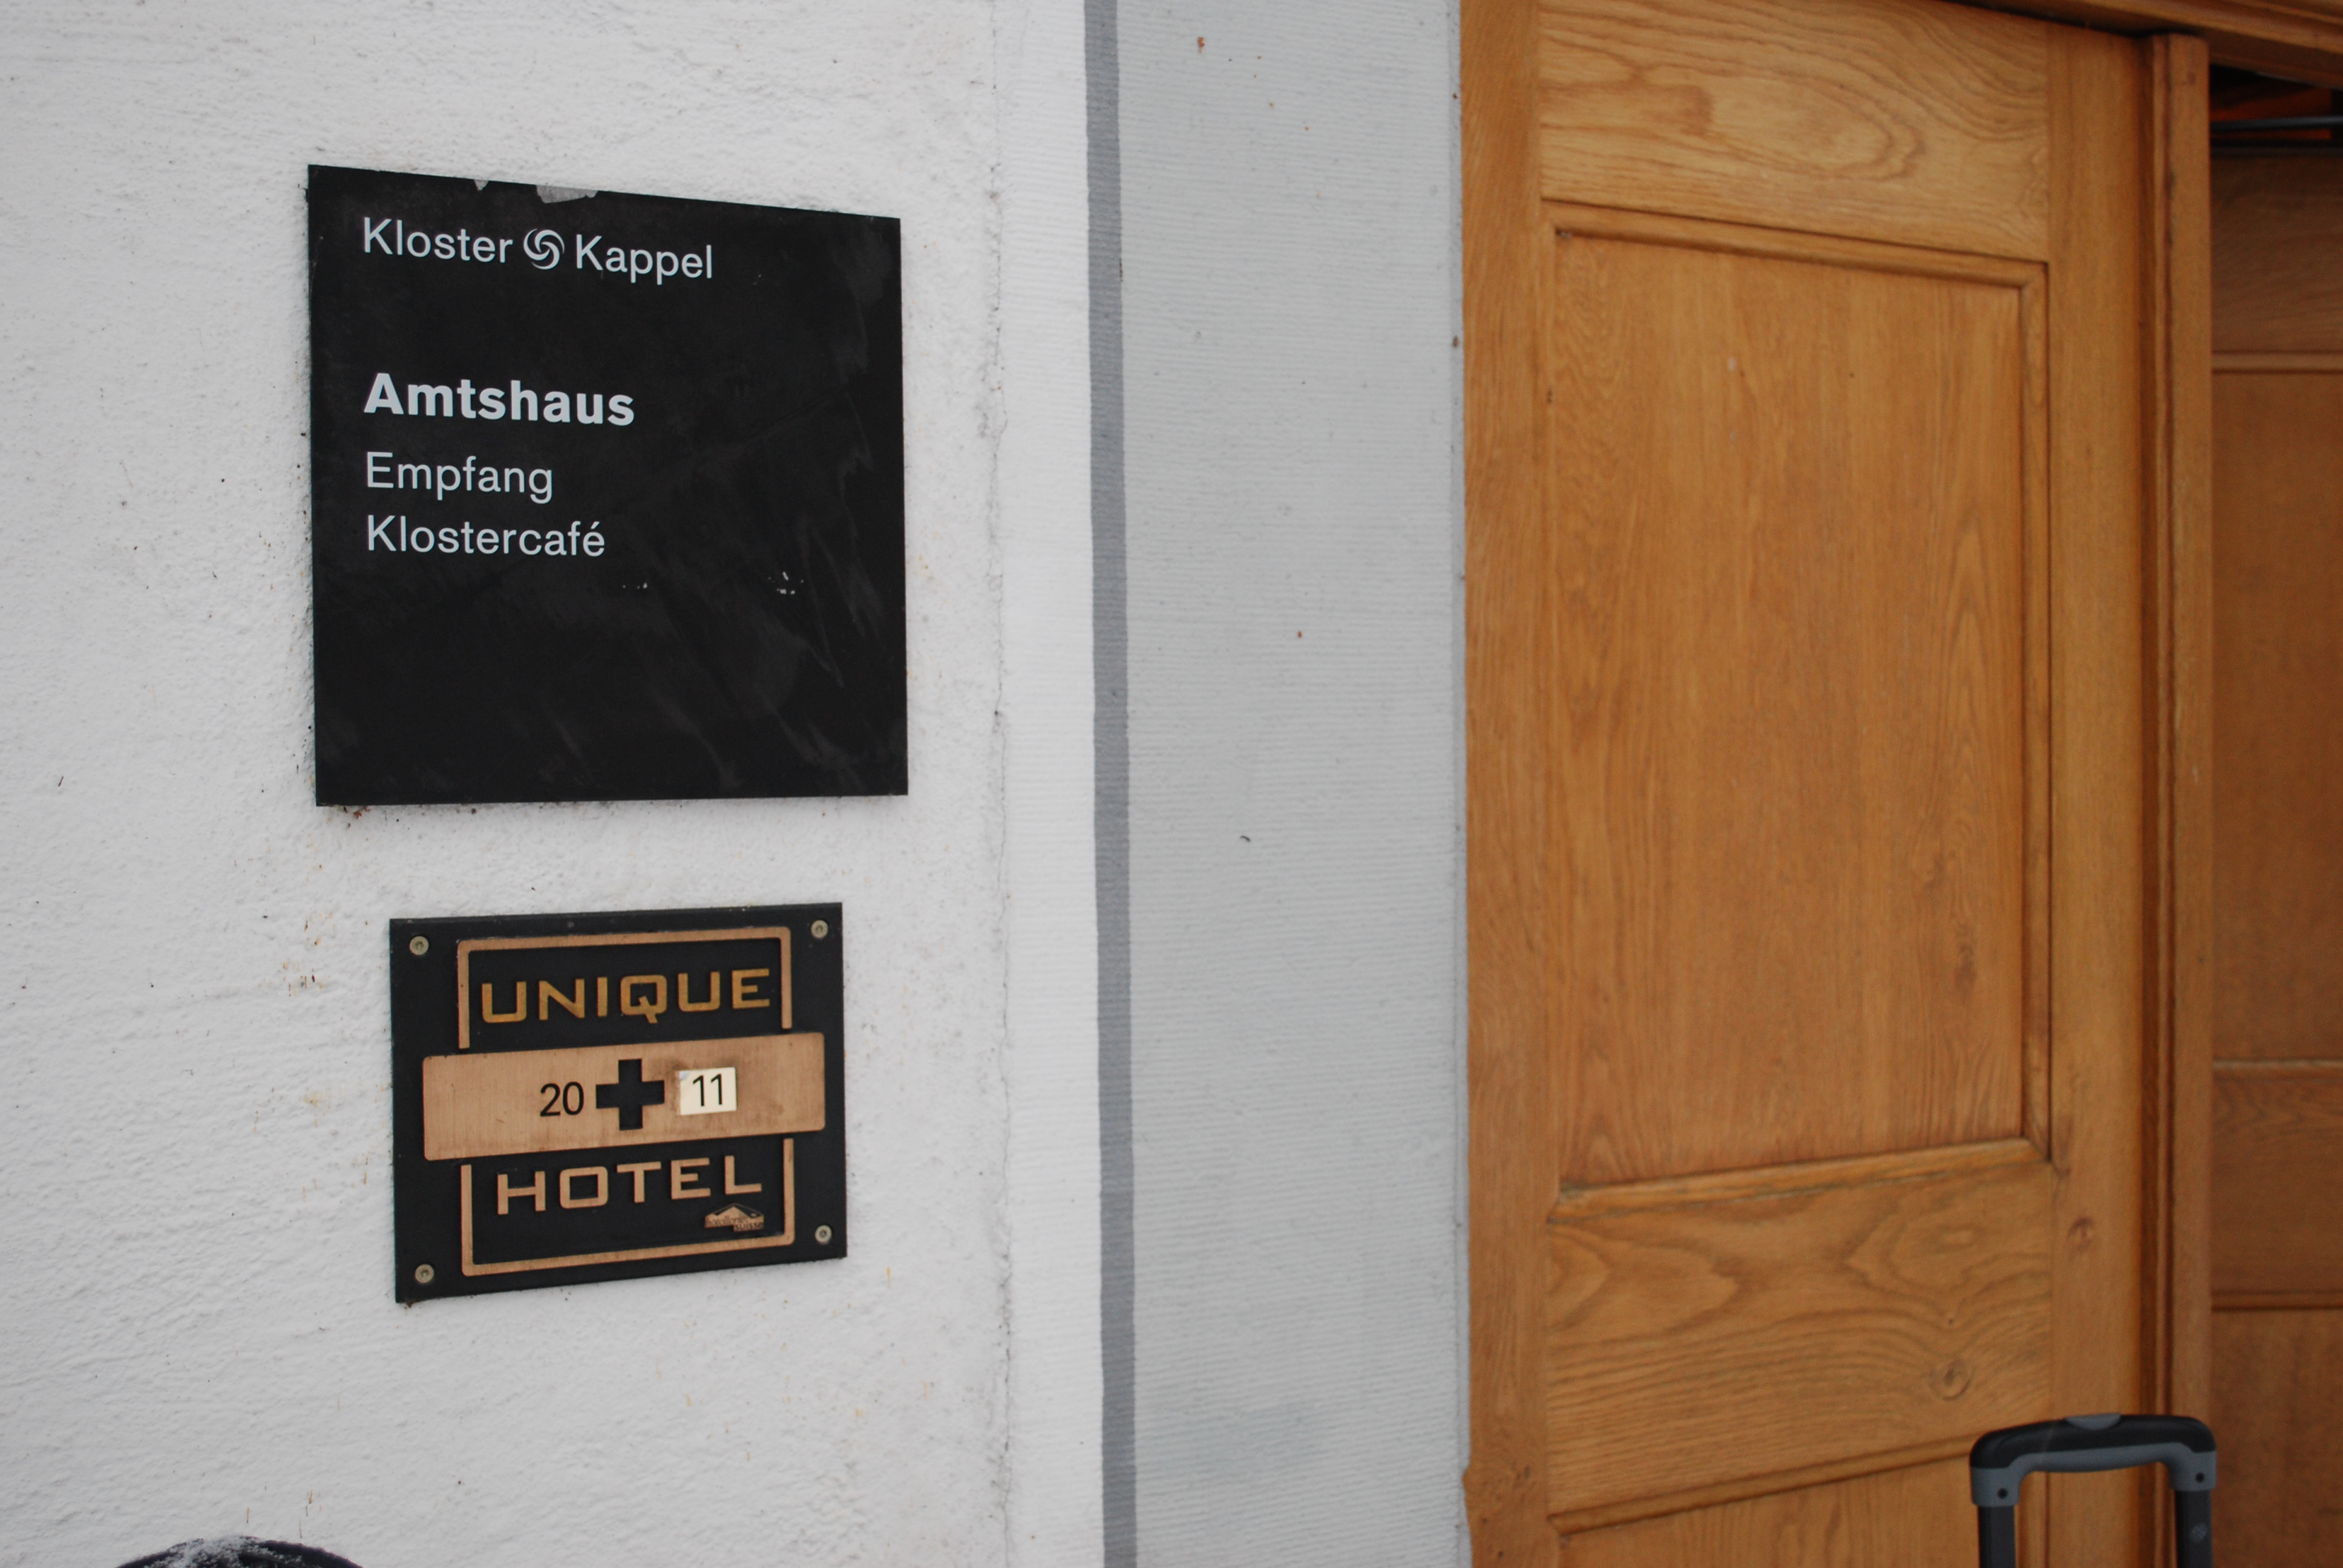 Kloster Kappel
Amtshaus
Empfang
Klostercafé
UNIQUE
20 11
HOTEL